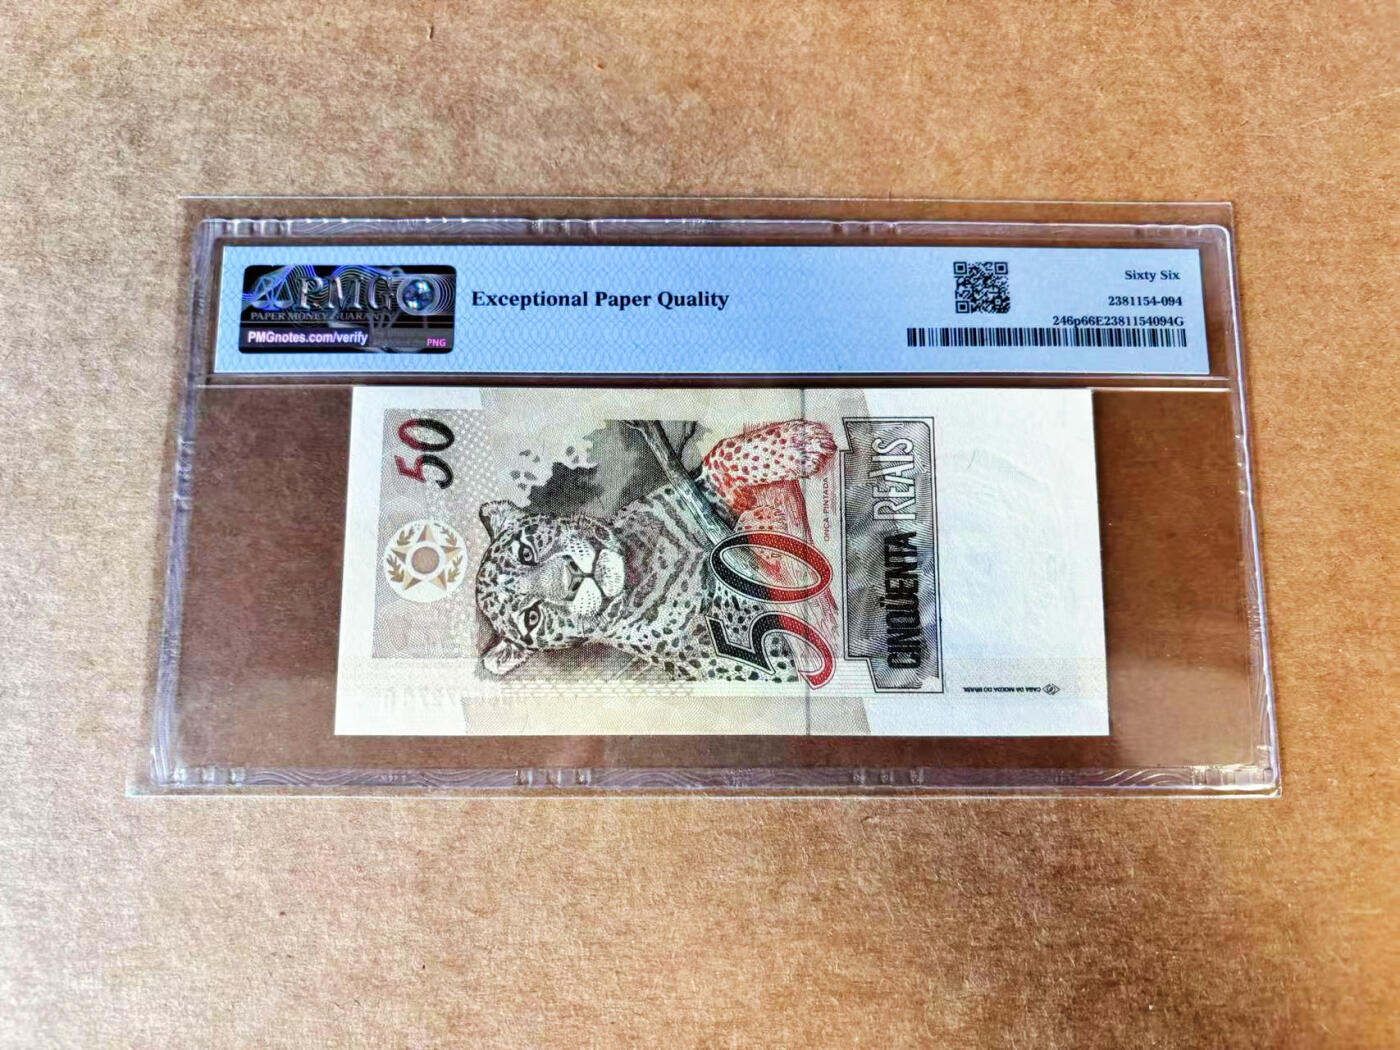 PMG
PAPER MONEY GUARANTY
PMGnotes.com/verify
PNG
Exceptional Paper Quality
Sixty Six
2381154-094
246p66E2381154094G
50
50
ONÇA-PINTADA
CINQÜENTA REAIS
CASA DA MOEDA DO BRASIL